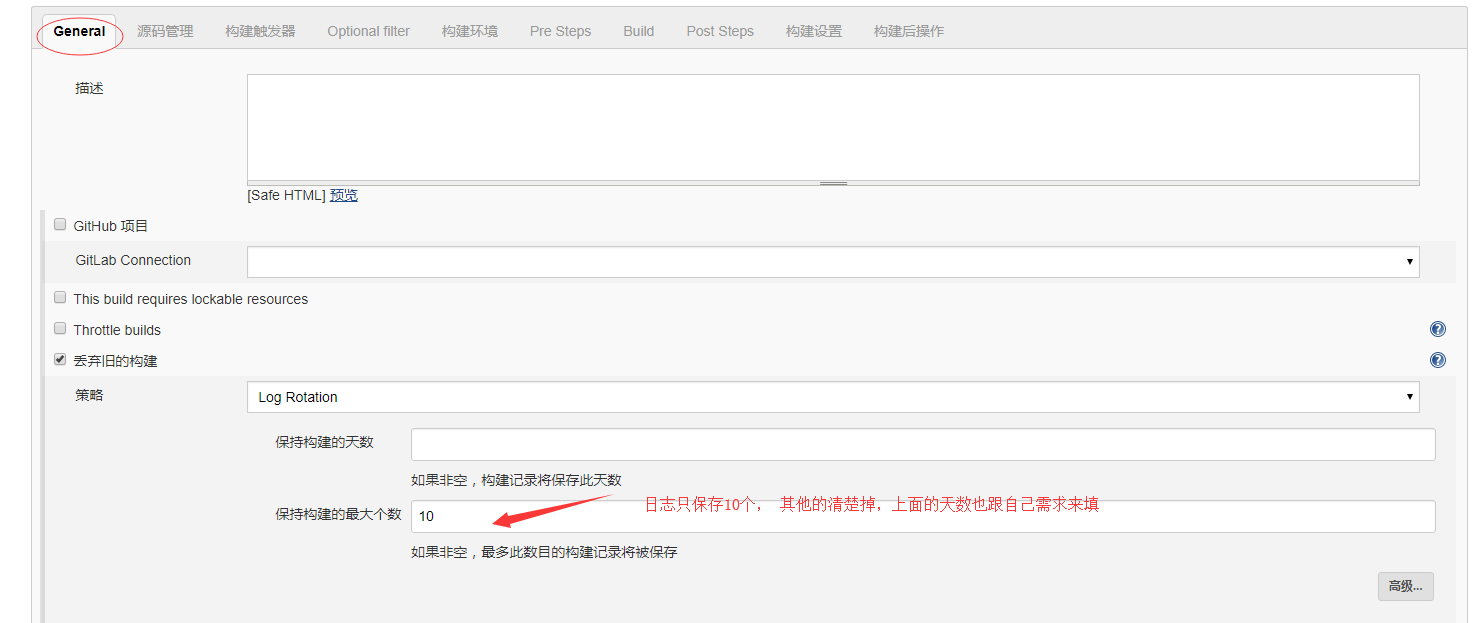 General 源码管理 构建触发器 Optional filter 构建环境 Pre Steps Build Post Steps 构建设置 构建后操作
描述
[Safe HTML] 预览
GitHub 项目
GitLab Connection
This build requires lockable resources
Throttle builds
丢弃旧的构建
策略 Log Rotation
保持构建的天数
如果非空，构建记录将保存此天数
日志只保存10个， 其他的清楚掉，上面的天数也跟自己需求来填
保持构建的最大个数 10
如果非空，最多此数目的构建记录将被保存
高级...